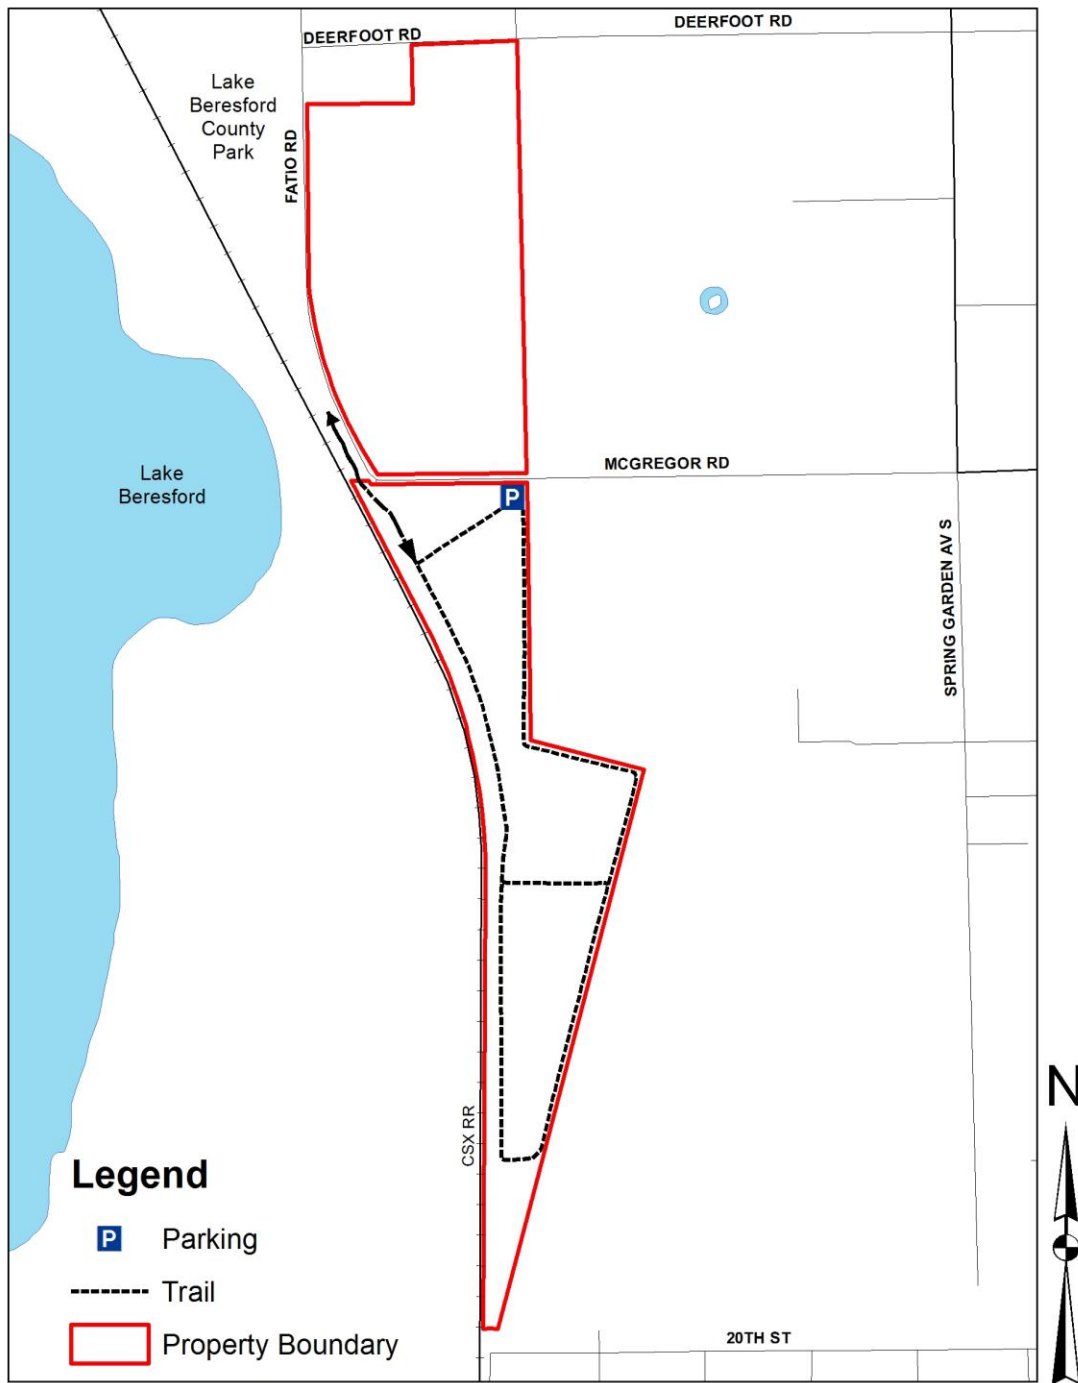 DEERFOOT RD
DEERFOOT RD
Lake
Beresford
County
Park
FATIO RD
Lake
Beresford
MCGREGOR RD
P
SPRING GARDEN AV S
CSX RR
N
Legend
P Parking
Trail
Property Boundary
20TH ST